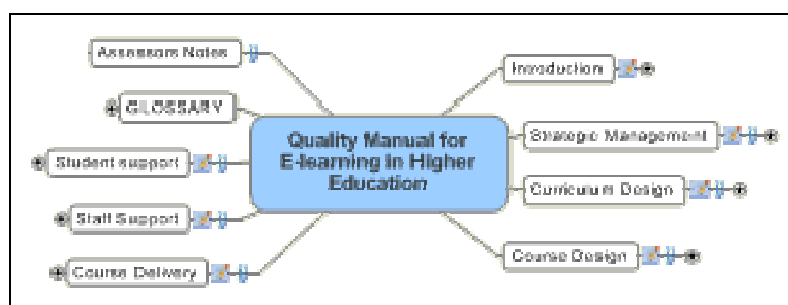 Assessors Notes
Introduction
GLOSSARY
Quality Manual for
E-learning in Higher
Education
Strategic Management
Student support
Curriculum Design
Staff Support
Course Design
Course Delivery